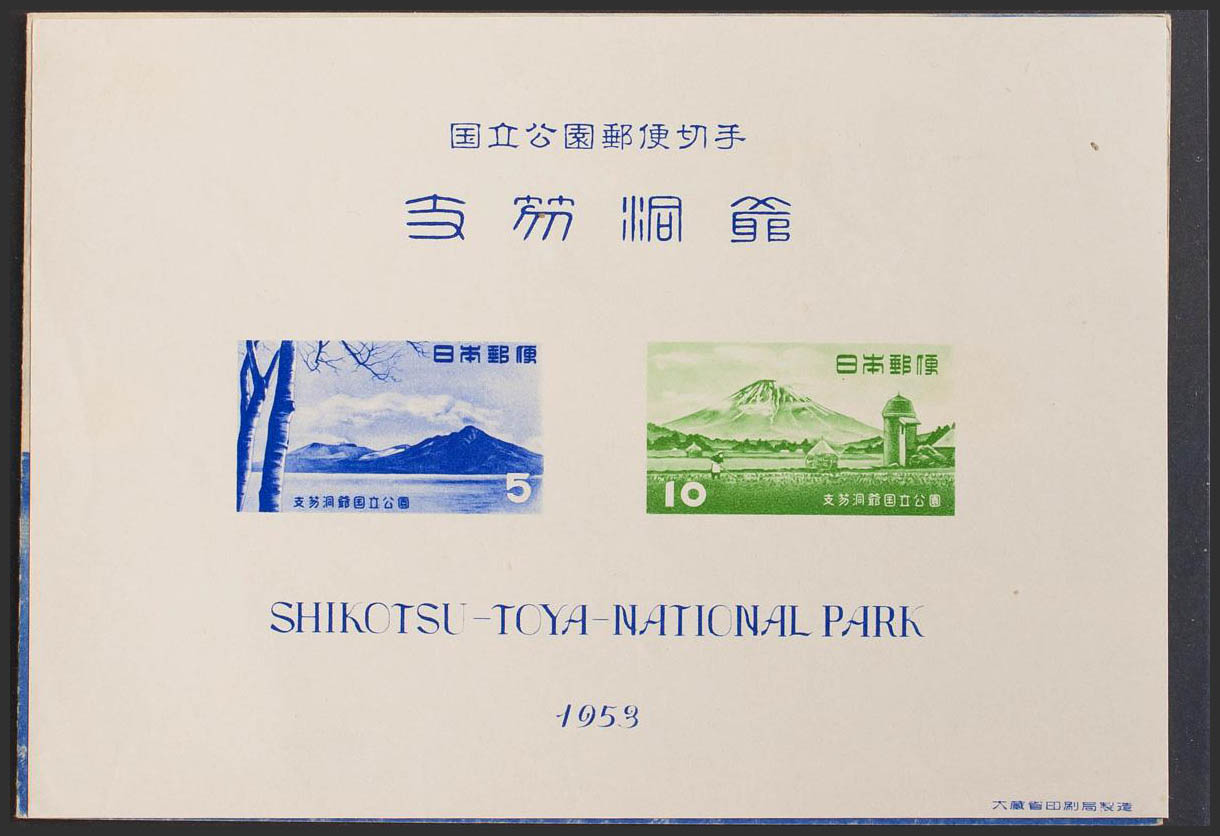 国立公園郵便切手
支笏洞爺
日本郵便
5
支笏洞爺国立公園
日本郵便
10
支笏洞爺国立公園
SHIKOTSU-TOYA-NATIONAL PARK
1953
大蔵省印刷局製造